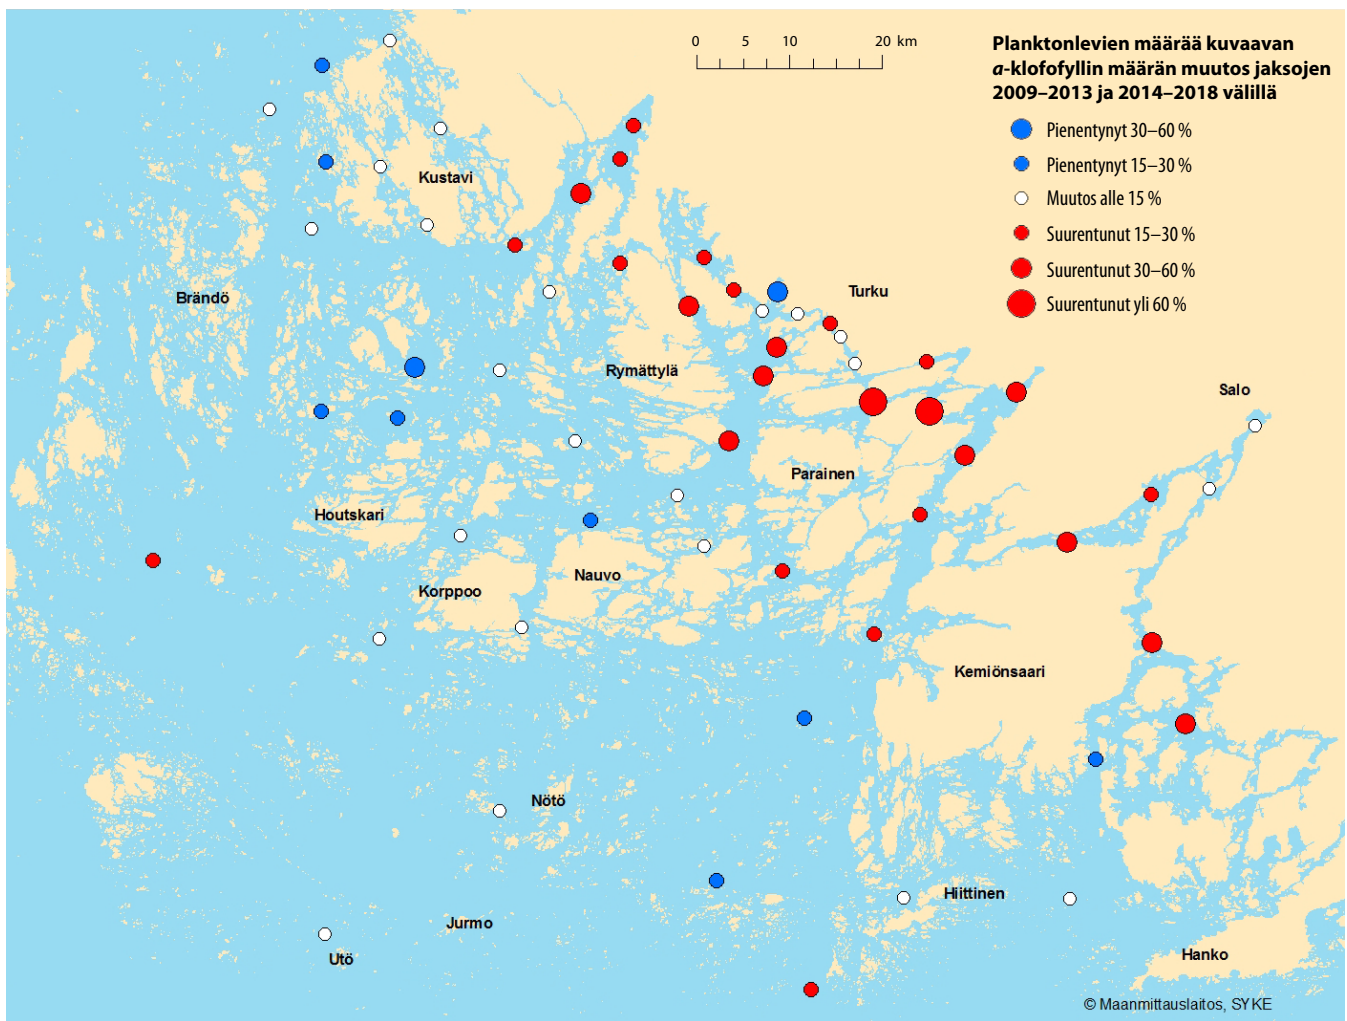 0 5 10 20 km
Planktonlevien määrää kuvaavan
a-klofofyllin määrän muutos jaksojen
2009–2013 ja 2014–2018 välillä
Pienentynyt 30–60 %
Pienentynyt 15–30 %
Muutos alle 15 %
Suurentunut 15–30 %
Suurentunut 30–60 %
Suurentunut yli 60 %
Kustavi
Brändö
Turku
Rymättylä
Salo
Parainen
Houtskari
Nauvo
Korppoo
Kemiönsaari
Nötö
Hiittinen
Jurmo
Utö
Hanko
© Maanmittauslaitos, SYKE